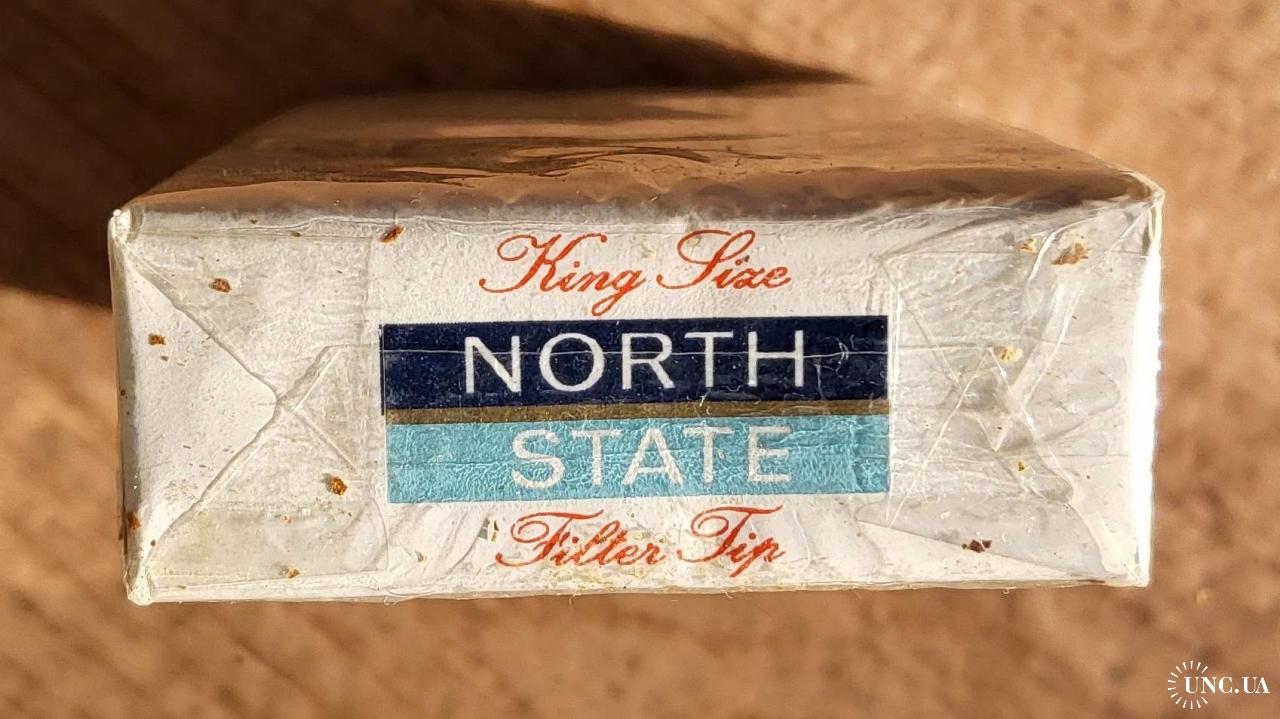 King Size
NORTH
STATE
Filter Tip
UNC.UA